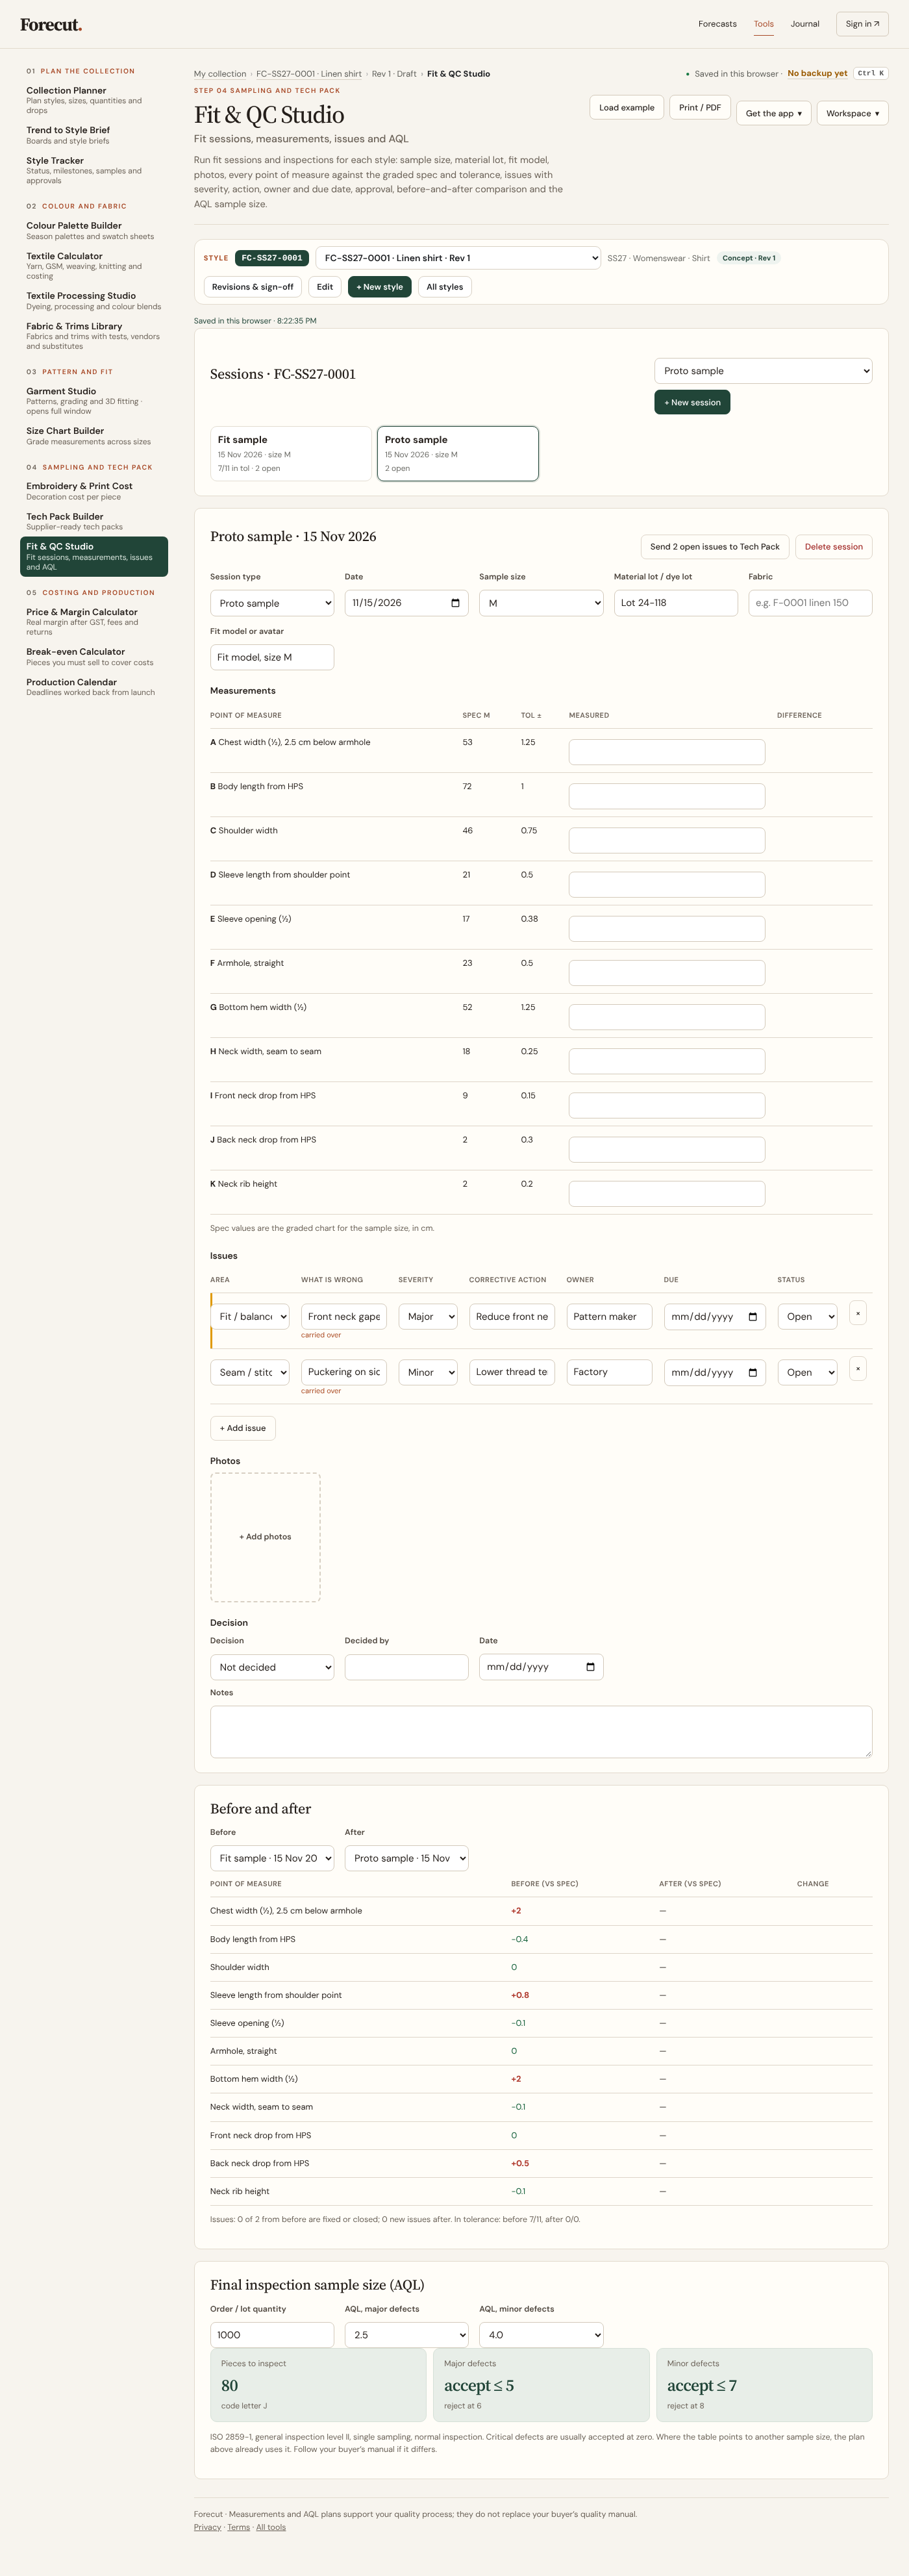 Forecut.
Forecasts
Tools
Journal
Sign in ↗
01 PLAN THE COLLECTION
Collection Planner
Plan styles, sizes, quantities and
drops
Trend to Style Brief
Boards and style briefs
Style Tracker
Status, milestones, samples and
approvals
02 COLOUR AND FABRIC
Colour Palette Builder
Season palettes and swatch sheets
Textile Calculator
Yarn, GSM, weaving, knitting and
costing
Textile Processing Studio
Dyeing, processing and colour blends
Fabric & Trims Library
Fabrics and trims with tests, vendors
and substitutes
03 PATTERN AND FIT
Garment Studio
Patterns, grading and 3D fitting ·
opens full window
Size Chart Builder
Grade measurements across sizes
04 SAMPLING AND TECH PACK
Embroidery & Print Cost
Decoration cost per piece
Tech Pack Builder
Supplier-ready tech packs
Fit & QC Studio
Fit sessions, measurements, issues
and AQL
05 COSTING AND PRODUCTION
Price & Margin Calculator
Real margin after GST, fees and
returns
Break-even Calculator
Pieces you must sell to cover costs
Production Calendar
Deadlines worked back from launch
My collection › FC-SS27-0001 · Linen shirt › Rev 1 · Draft › Fit & QC Studio
• Saved in this browser · No backup yet Ctrl K
STEP 04 SAMPLING AND TECH PACK
Fit & QC Studio
Load example
Print / PDF
Get the app ▾
Workspace ▾
Fit sessions, measurements, issues and AQL
Run fit sessions and inspections for each style: sample size, material lot, fit model,
photos, every point of measure against the graded spec and tolerance, issues with
severity, action, owner and due date, approval, before-and-after comparison and the
AQL sample size.
STYLE FC-SS27-0001 FC-SS27-0001 · Linen shirt · Rev 1 SS27 · Womenswear · Shirt Concept · Rev 1
Revisions & sign-off Edit + New style All styles
Saved in this browser · 8:22:35 PM
Sessions · FC-SS27-0001
Proto sample
+ New session
Fit sample
15 Nov 2026 · size M
7/11 in tol · 2 open
Proto sample
15 Nov 2026 · size M
2 open
Proto sample · 15 Nov 2026
Send 2 open issues to Tech Pack
Delete session
Session type Date Sample size Material lot / dye lot Fabric
Proto sample 11/15/2026 M Lot 24-118 e.g. F-0001 linen 150
Fit model or avatar
Fit model, size M
Measurements
POINT OF MEASURE SPEC M TOL ± MEASURED DIFFERENCE
A Chest width (½), 2.5 cm below armhole 53 1.25
B Body length from HPS 72 1
C Shoulder width 46 0.75
D Sleeve length from shoulder point 21 0.5
E Sleeve opening (½) 17 0.38
F Armhole, straight 23 0.5
G Bottom hem width (½) 52 1.25
H Neck width, seam to seam 18 0.25
I Front neck drop from HPS 9 0.15
J Back neck drop from HPS 2 0.3
K Neck rib height 2 0.2
Spec values are the graded chart for the sample size, in cm.
Issues
AREA WHAT IS WRONG SEVERITY CORRECTIVE ACTION OWNER DUE STATUS
Fit / balance Front neck gape Major Reduce front ne Pattern maker mm/dd/yyyy Open ×
carried over
Seam / stitc Puckering on sic Minor Lower thread te Factory mm/dd/yyyy Open ×
carried over
+ Add issue
Photos
+ Add photos
Decision
Decision Decided by Date
Not decided mm/dd/yyyy
Notes
Before and after
Before After
Fit sample · 15 Nov 20 Proto sample · 15 Nov
POINT OF MEASURE BEFORE (VS SPEC) AFTER (VS SPEC) CHANGE
Chest width (½), 2.5 cm below armhole +2 —
Body length from HPS -0.4 —
Shoulder width 0 —
Sleeve length from shoulder point +0.8 —
Sleeve opening (½) -0.1 —
Armhole, straight 0 —
Bottom hem width (½) +2 —
Neck width, seam to seam -0.1 —
Front neck drop from HPS 0 —
Back neck drop from HPS +0.5 —
Neck rib height -0.1 —
Issues: 0 of 2 from before are fixed or closed; 0 new issues after. In tolerance: before 7/11, after 0/0.
Final inspection sample size (AQL)
Order / lot quantity AQL, major defects AQL, minor defects
1000 2.5 4.0
Pieces to inspect
80
code letter J
Major defects
accept ≤ 5
reject at 6
Minor defects
accept ≤ 7
reject at 8
ISO 2859-1, general inspection level II, single sampling, normal inspection. Critical defects are usually accepted at zero. Where the table points to another sample size, the plan
above already uses it. Follow your buyer's manual if it differs.
Forecut · Measurements and AQL plans support your quality process; they do not replace your buyer's quality manual.
Privacy · Terms · All tools